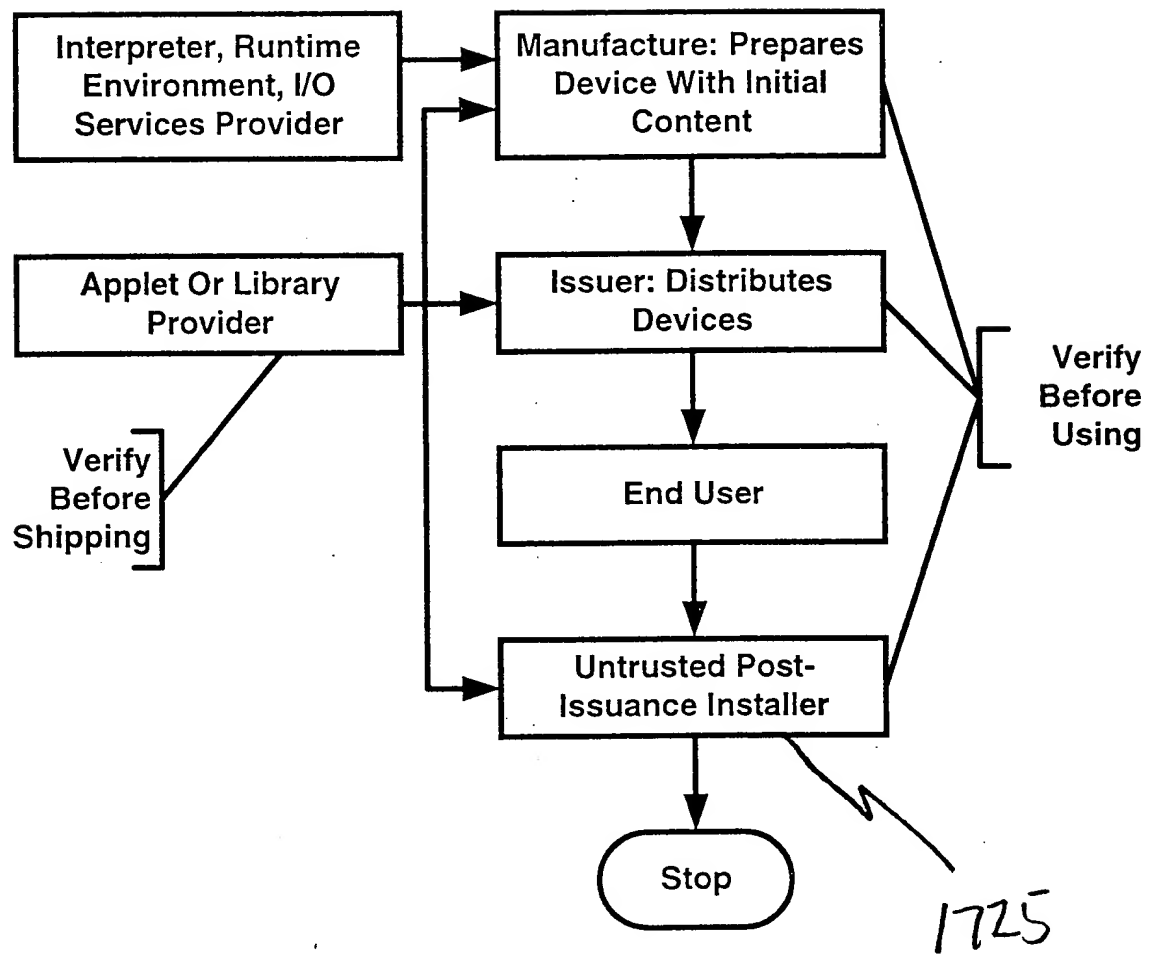 Interpreter, Runtime
Environment, I/O
Services Provider
Manufacture: Prepares
Device With Initial
Content
Applet Or Library
Provider
Issuer: Distributes
Devices
Verify
Before
Using
Verify
Before
Shipping
End User
Untrusted Post-
Issuance Installer
Stop
1725